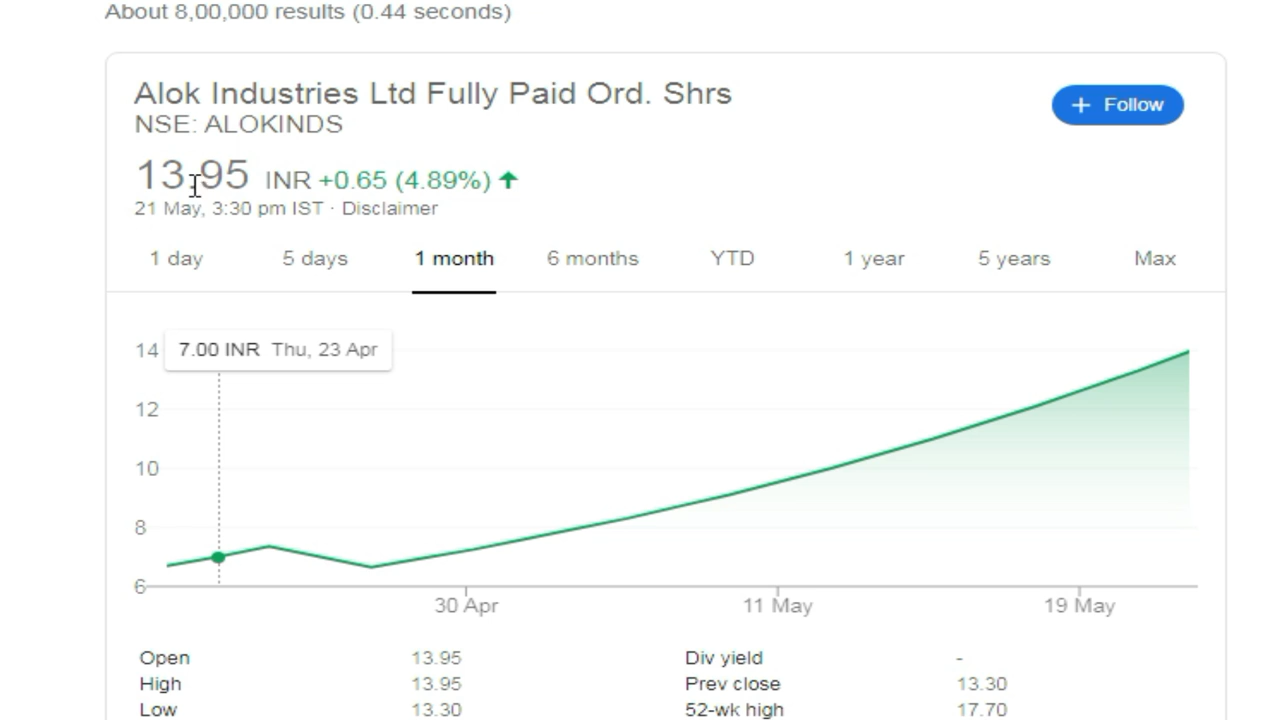 About 8,00,000 results (0.44 seconds)
Alok Industries Ltd Fully Paid Ord. Shrs
NSE: ALOKINDS
+ Follow
13.95 INR +0.65 (4.89%)
21 May, 3:30 pm IST · Disclaimer
1 day 5 days 1 month 6 months YTD 1 year 5 years Max
7.00 INR Thu, 23 Apr
14
12
10
8
6
30 Apr 11 May 19 May
Open 13.95 Div yield -
High 13.95 Prev close 13.30
Low 13.30 52-wk high 17.70